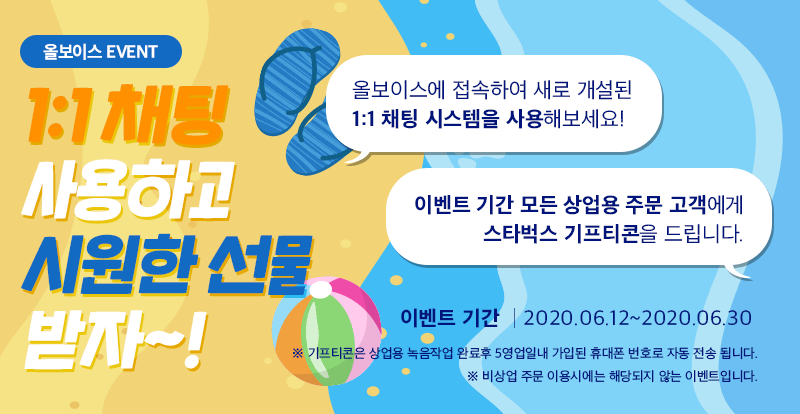 올보이스 EVENT
1:1 채팅
사용하고
시원한 선물
받자~!
올보이스에 접속하여 새로 개설된
1:1 채팅 시스템을 사용해보세요!
이벤트 기간 모든 상업용 주문 고객에게
스타벅스 기프티콘을 드립니다.
이벤트 기간 | 2020.06.12~2020.06.30
※ 기프티콘은 상업용 녹음작업 완료후 5영업일내 가입된 휴대폰 번호로 자동 전송 됩니다.
※ 비상업 주문 이용시에는 해당되지 않는 이벤트입니다.